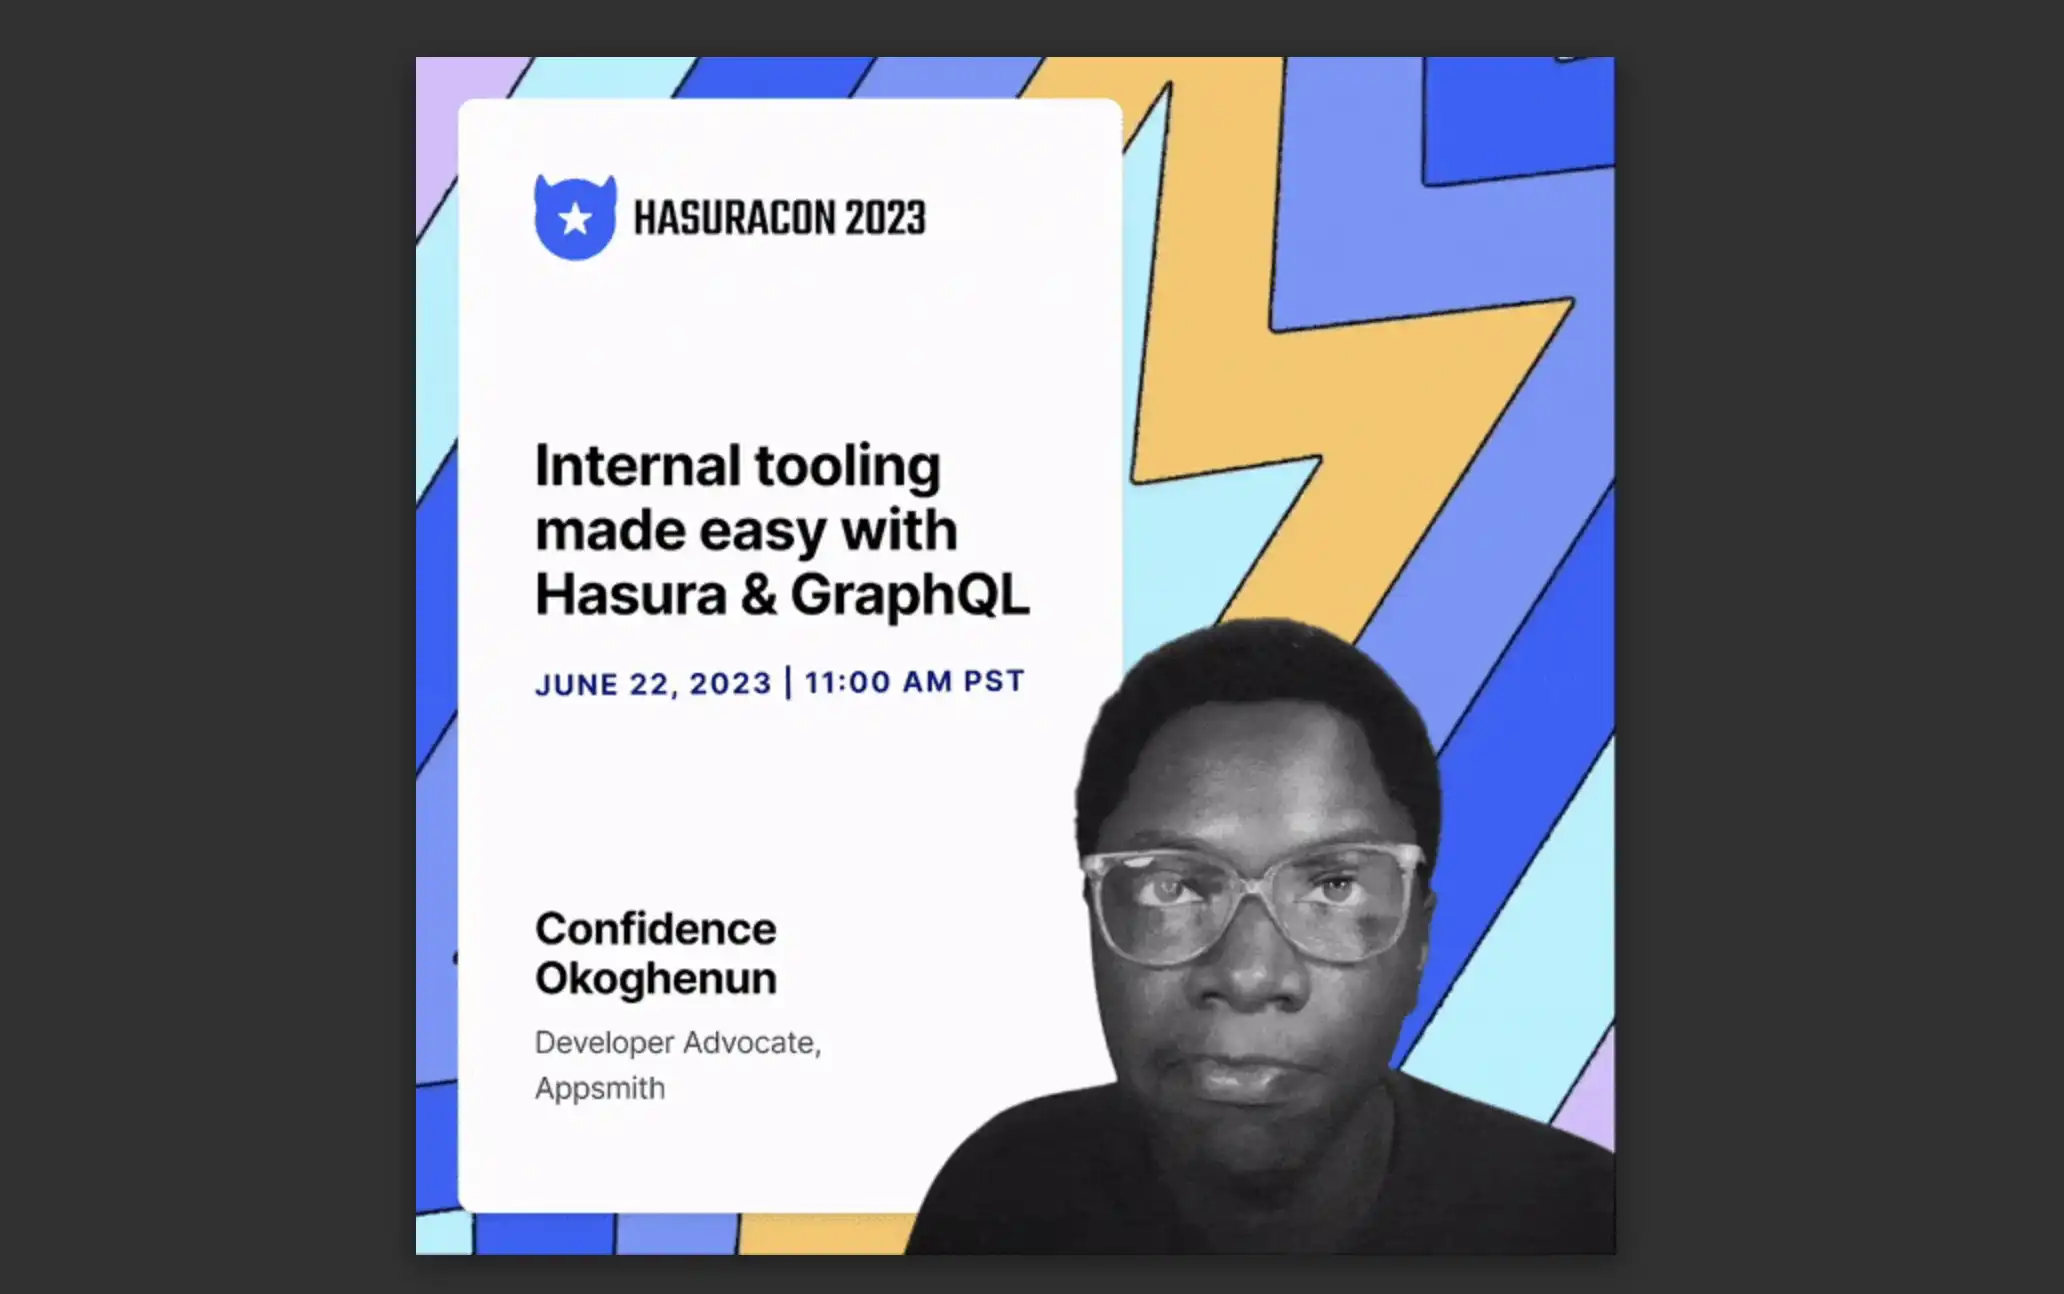 HASURACON 2023
Internal tooling
made easy with
Hasura & GraphQL
JUNE 22, 2023 | 11:00 AM PST
Confidence
Okoghenun
Developer Advocate,
Appsmith